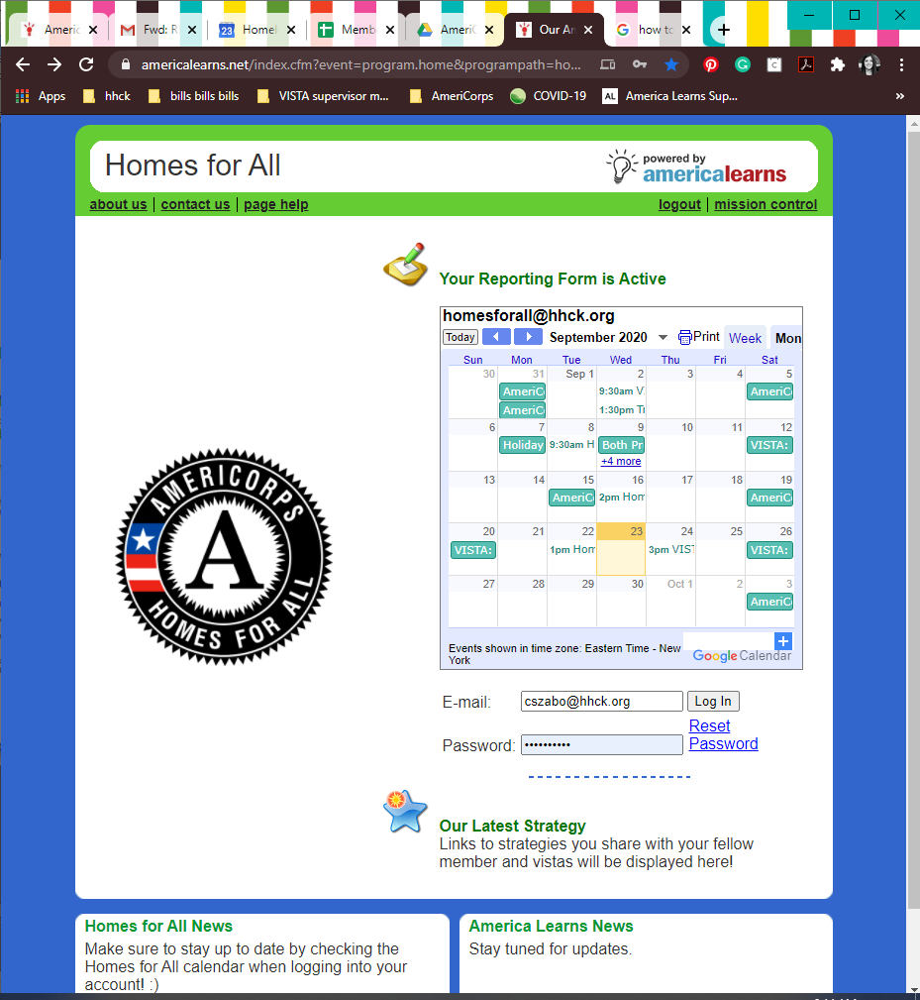 Americ
Fwd: R
23
Homel
Memb
AmeriC
Our Am
how to
americalearns.net/index.cfm?event=program.home&programpath=ho...
Apps
hhck
bills bills bills
VISTA supervisor m...
AmeriCorps
COVID-19
AL
America Learns Sup...
»
Homes for All
powered by
americalearns
about us | contact us | page help
logout | mission control
Your Reporting Form is Active
homesforall@hhck.org
Today
September 2020
Print
Week
Mon
Sun Mon Tue Wed Thu Fri Sat
30 31 Sep 1 2 3 4 5
AmeriC 9:30am V AmeriC
AmeriC 1:30pm Ti
6 7 8 9 10 11 12
Holiday 9:30am H Both Pr VISTA:
+4 more
13 14 15 16 17 18 19
AmeriC 2pm Hom AmeriC
20 21 22 23 24 25 26
VISTA: 1pm Hom 3pm VIST VISTA:
27 28 29 30 Oct 1 2 3
AmeriC
Events shown in time zone: Eastern Time - New
York
Google Calendar
AMERICORPS
A
HOMES FOR ALL
E-mail: cszabo@hhck.org Log In
Reset
Password: •••••••••• Password
Our Latest Strategy
Links to strategies you share with your fellow
member and vistas will be displayed here!
Homes for All News
Make sure to stay up to date by checking the
Homes for All calendar when logging into your
account! :)
America Learns News
Stay tuned for updates.